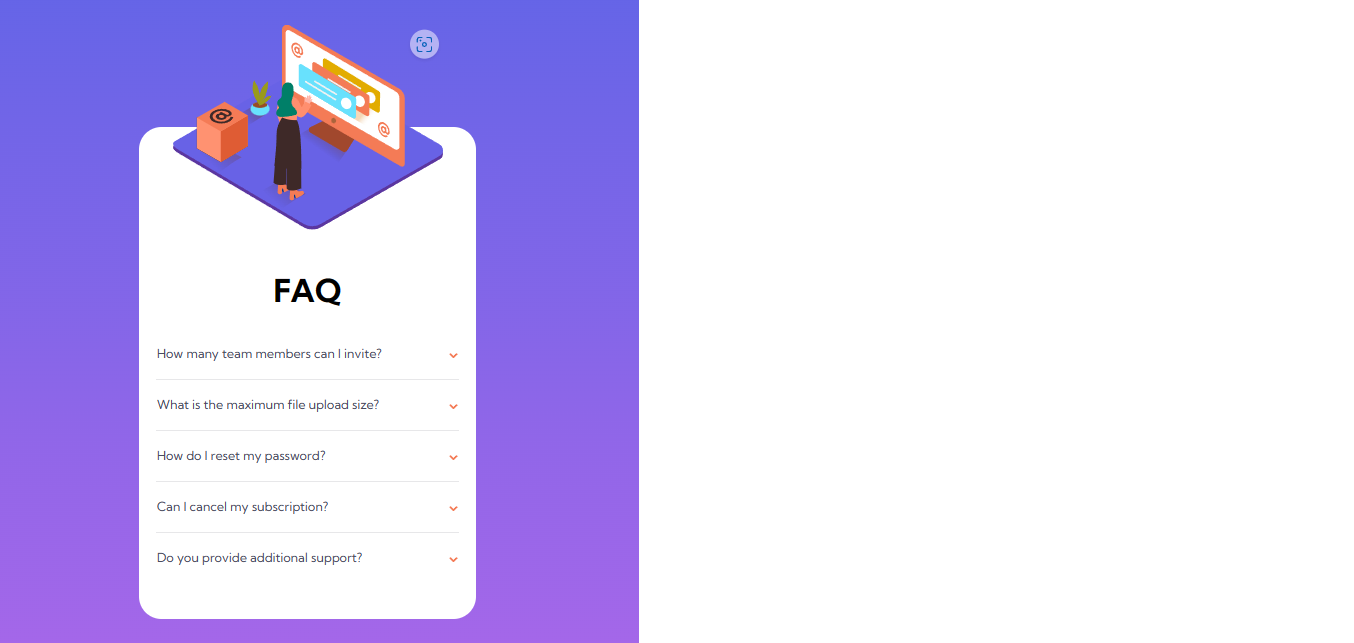 @
@
@
FAQ
How many team members can I invite?
What is the maximum file upload size?
How do I reset my password?
Can I cancel my subscription?
Do you provide additional support?